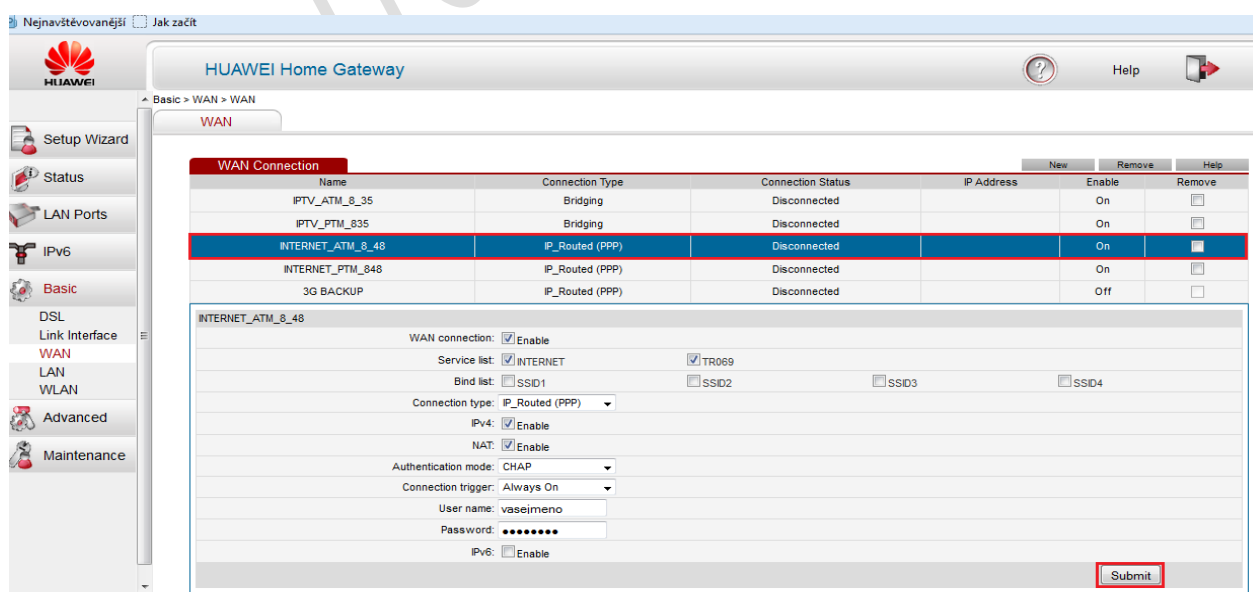 Nejnavštěvovanější Jak začít
HUAWEI
HUAWEI Home Gateway
Help
Basic > WAN > WAN
WAN
Setup Wizard
Status
LAN Ports
IPv6
Basic
DSL
Link Interface
WAN
LAN
WLAN
Advanced
Maintenance
WAN Connection New Remove Help
Name Connection Type Connection Status IP Address Enable Remove
IPTV_ATM_8_35 Bridging Disconnected On
IPTV_PTM_835 Bridging Disconnected On
INTERNET_ATM_8_48 IP_Routed (PPP) Disconnected On
INTERNET_PTM_848 IP_Routed (PPP) Disconnected On
3G BACKUP IP_Routed (PPP) Disconnected Off
INTERNET_ATM_8_48
WAN connection: Enable
Service list: INTERNET TR069
Bind list: SSID1 SSID2 SSID3 SSID4
Connection type: IP_Routed (PPP)
IPv4: Enable
NAT: Enable
Authentication mode: CHAP
Connection trigger: Always On
User name: vasejmeno
Password: ●●●●●●●●
IPv6: Enable
Submit